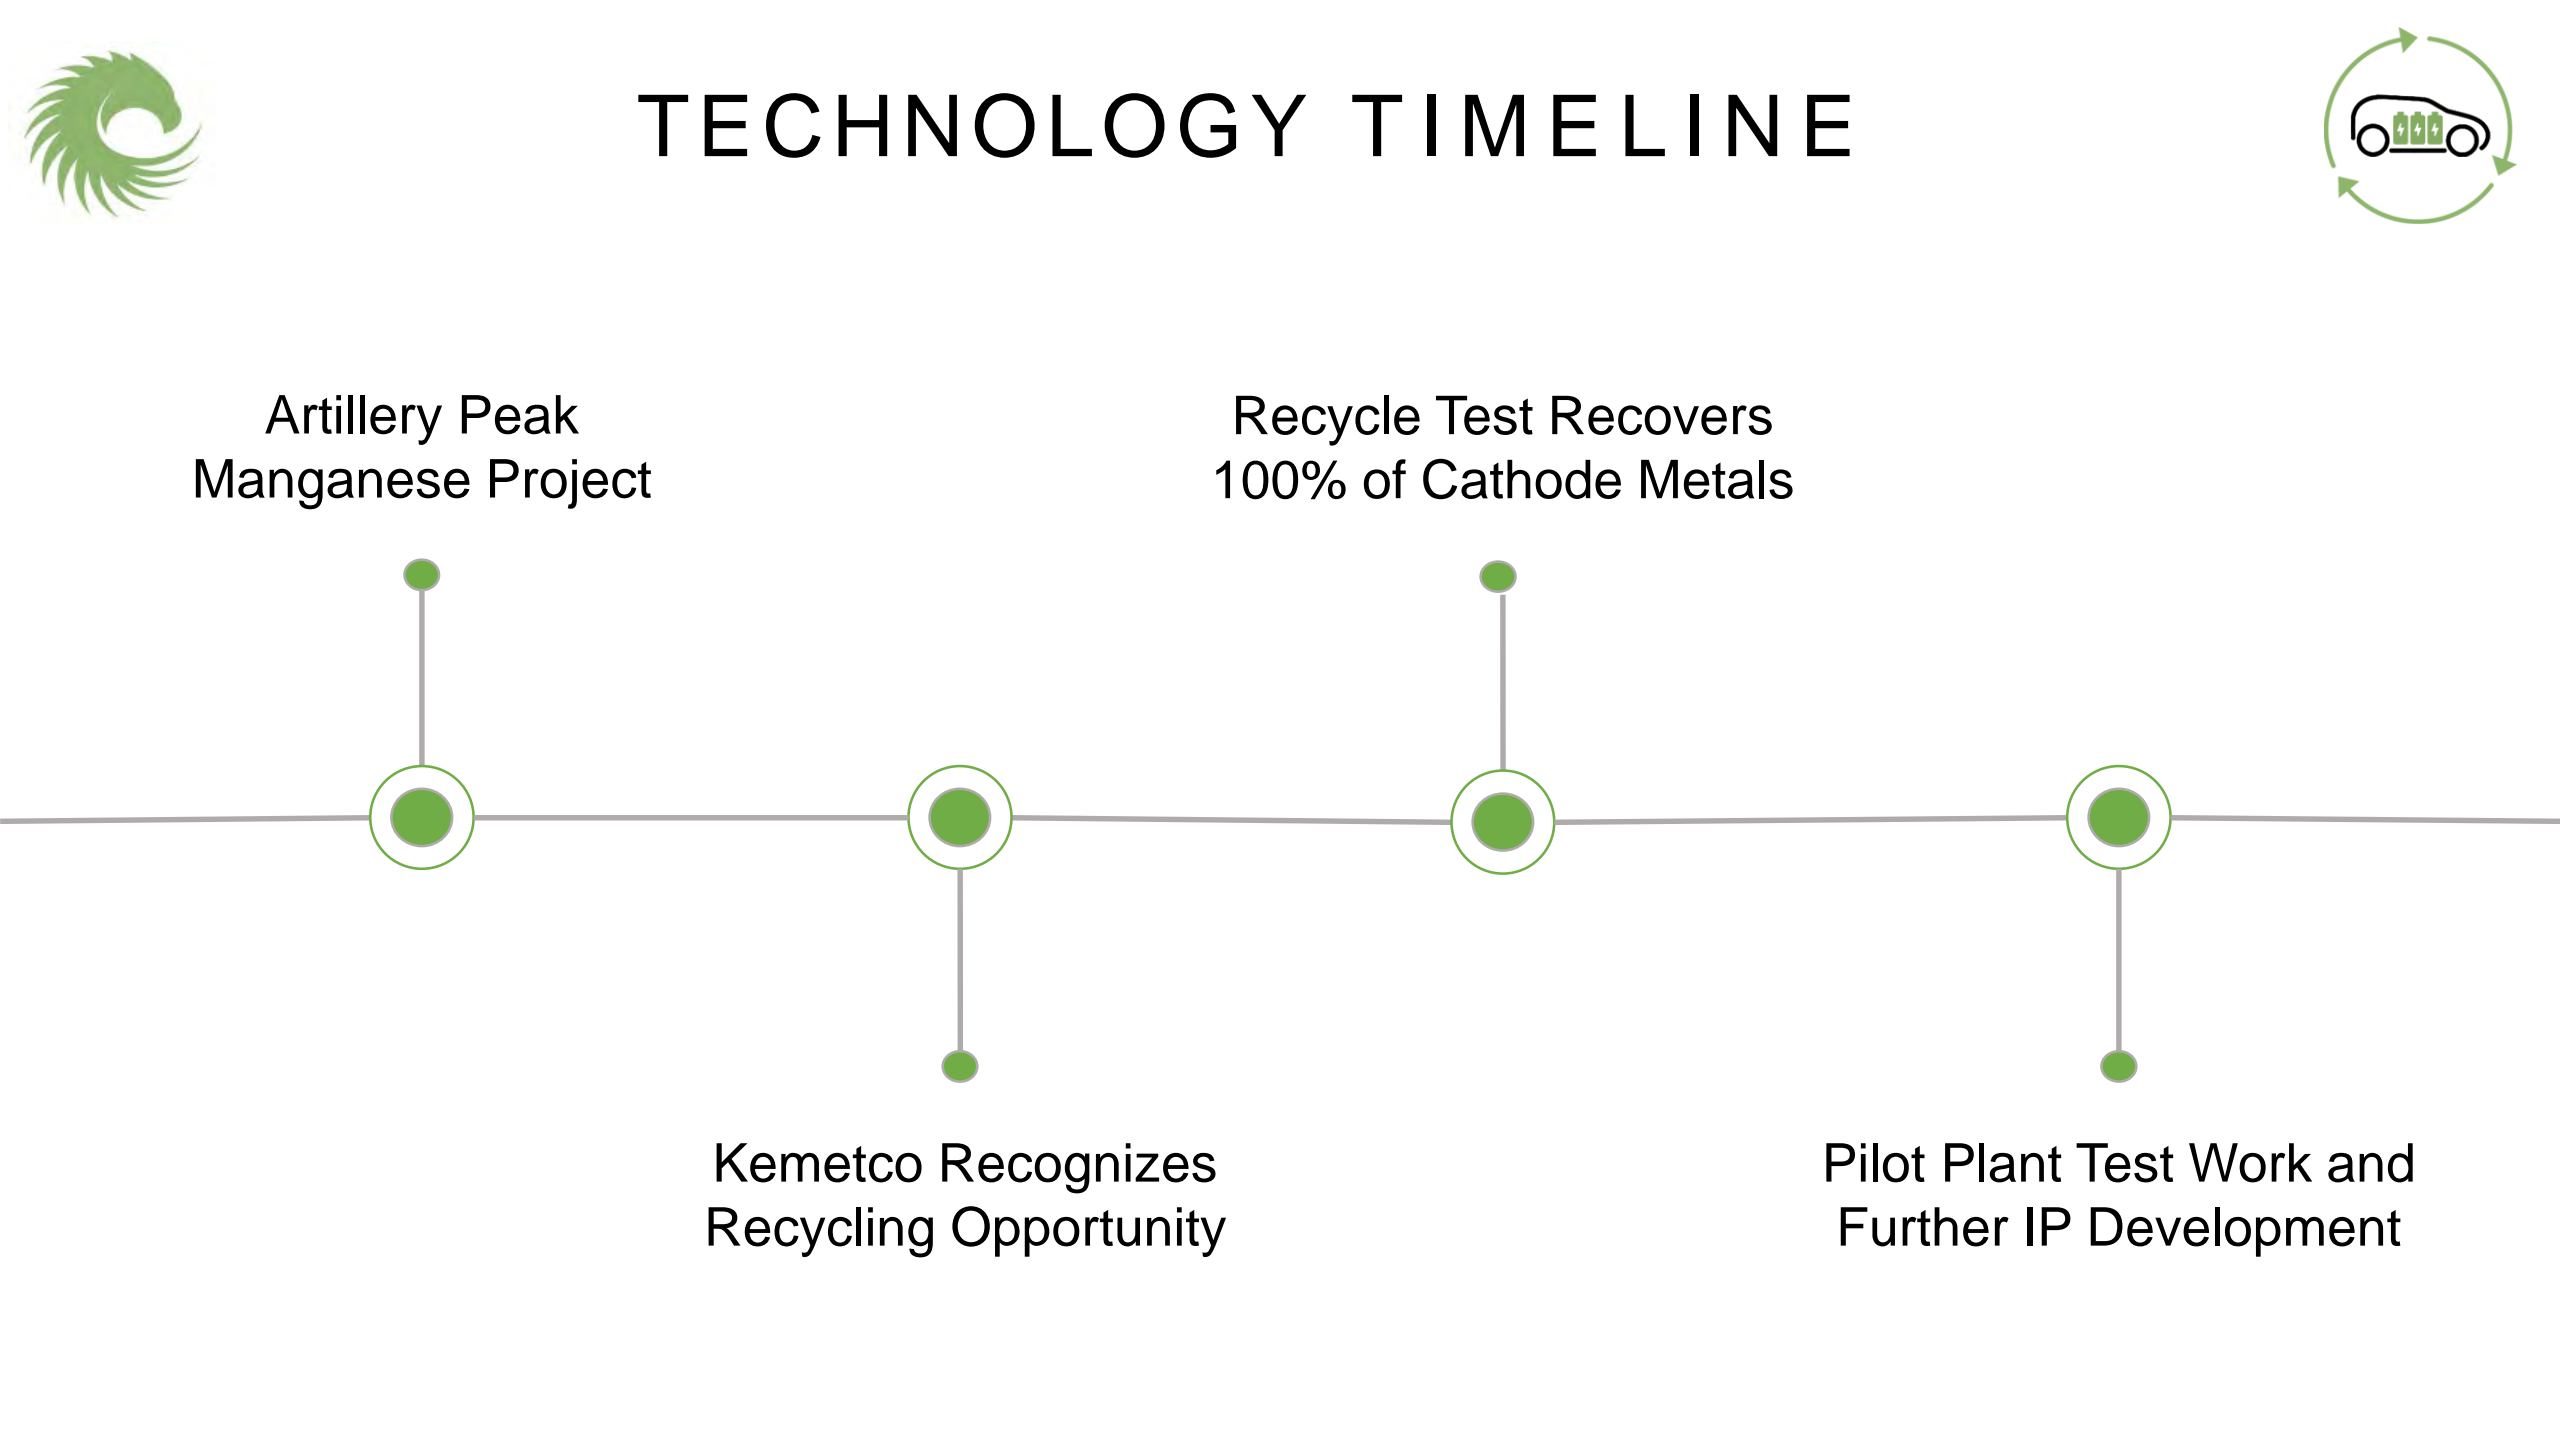 TECHNOLOGY TIMELINE
Artillery Peak
Manganese Project
Kemetco Recognizes
Recycling Opportunity
Recycle Test Recovers
100% of Cathode Metals
Pilot Plant Test Work and
Further IP Development